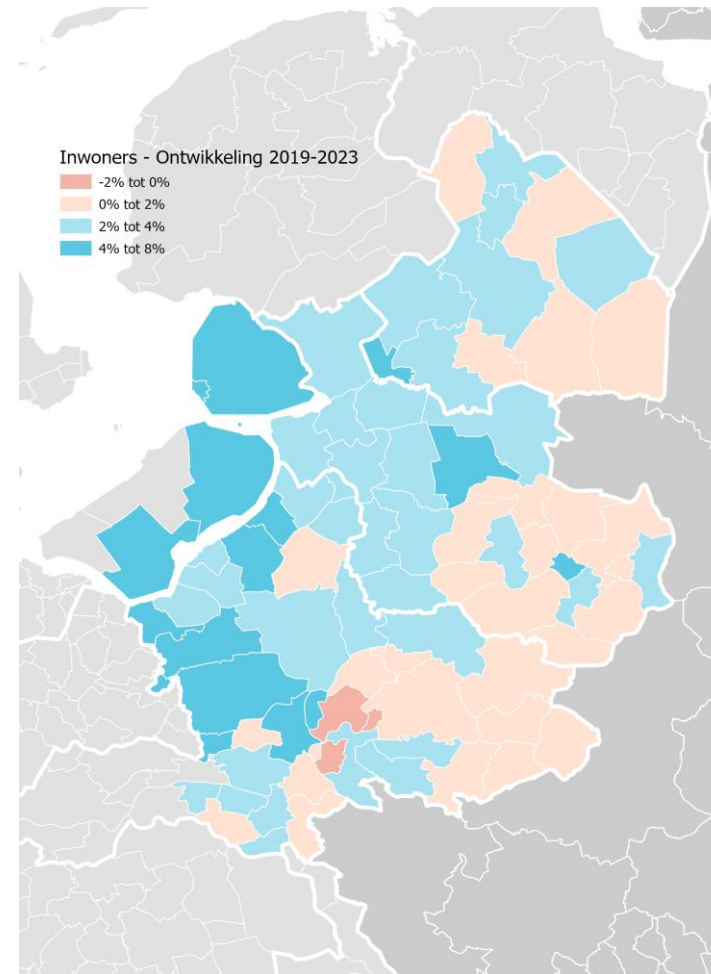 Inwoners - Ontwikkeling 2019-2023
-2% tot 0%
0% tot 2%
2% tot 4%
4% tot 8%